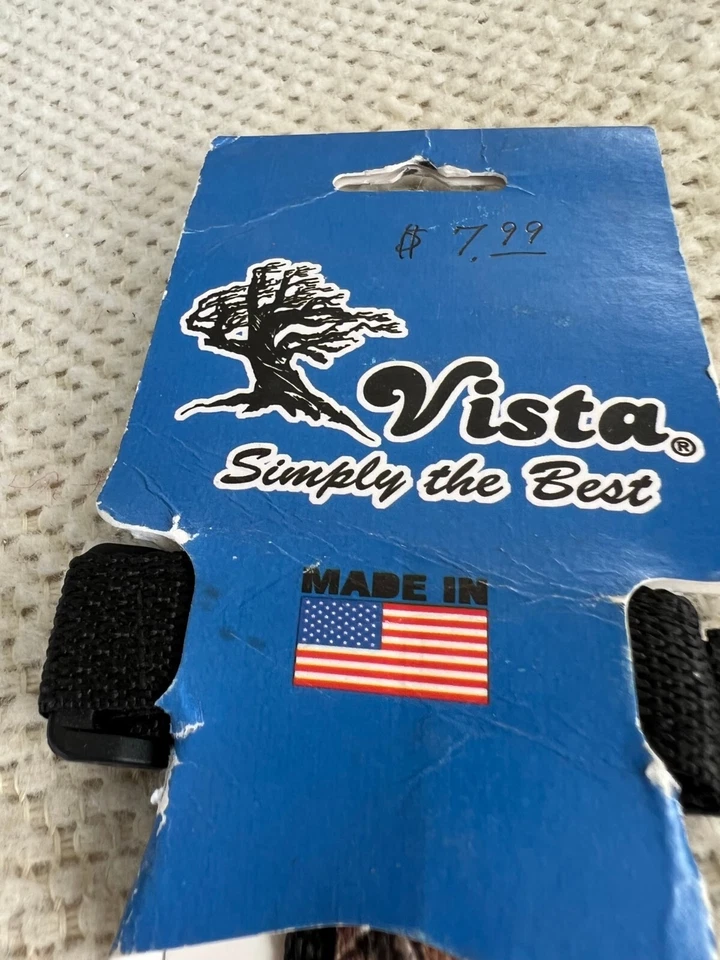 $ 7.99
Vista®
Simply the Best
MADE IN